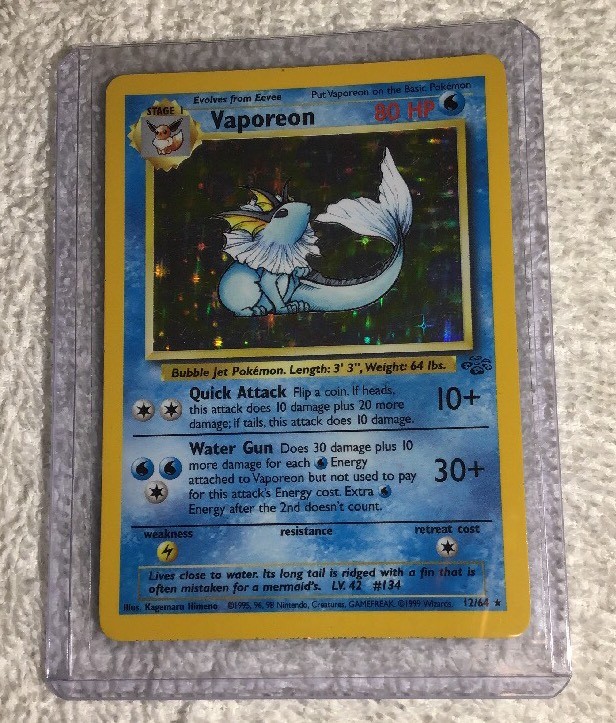 Evolves from Eevee Put Vaporeon on the Basic Pokémon
STAGE 1
Vaporeon 80 HP
Bubble Jet Pokémon. Length: 3' 3", Weight: 64 lbs.
Quick Attack Flip a coin. If heads,
this attack does 10 damage plus 20 more
damage; if tails, this attack does 10 damage.
10+
Water Gun Does 30 damage plus 10
more damage for each Energy
attached to Vaporeon but not used to pay
for this attack's Energy cost. Extra
Energy after the 2nd doesn't count.
30+
weakness resistance retreat cost
Lives close to water. Its long tail is ridged with a fin that is
often mistaken for a mermaid's. LV. 42 #134
Illus. Kagemaru Himeno ©1995, 96, 98 Nintendo, Creatures, GAMEFREAK. ©1999 Wizards. 12/64 ★